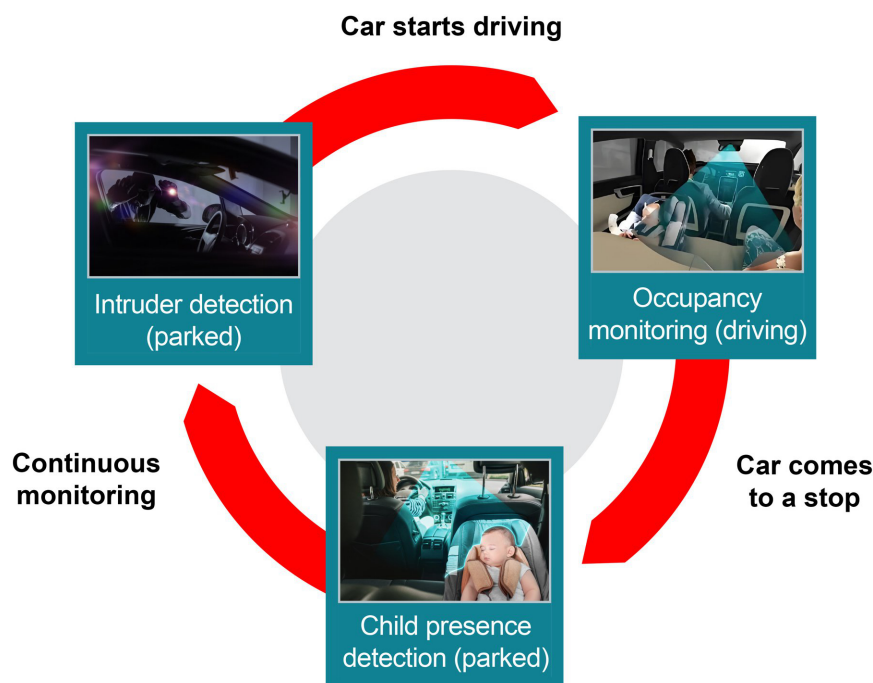 Car starts driving
Intruder detection
(parked)
Occupancy
monitoring (driving)
Continuous
monitoring
Car comes
to a stop
Child presence
detection (parked)